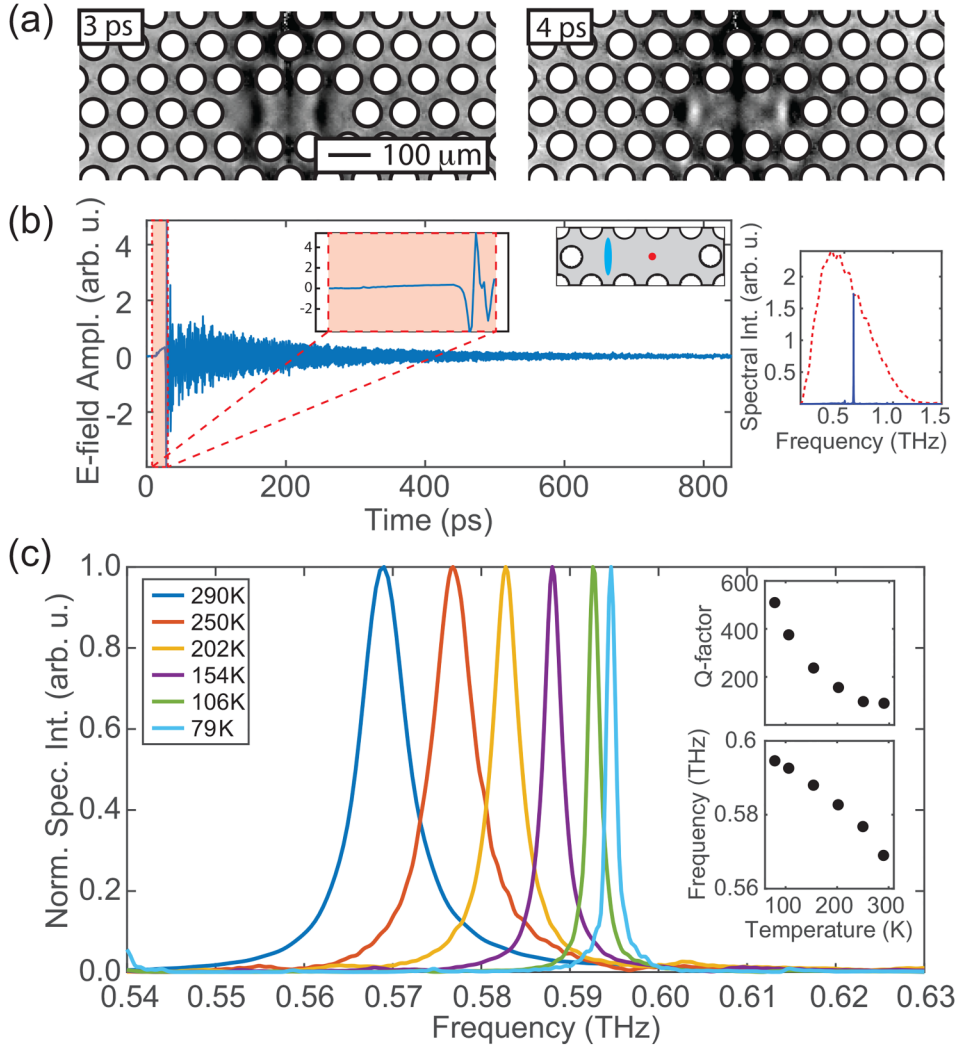 (a)
3 ps
4 ps
100 μm
(b)
E-field Ampl. (arb. u.)
4
2
0
-2
0
200
400
600
800
Time (ps)
4
2
0
-2
Spectral Int. (arb. u.)
2
1.5
1
0.5
0.5
1.0
1.5
Frequency (THz)
(c)
Norm. Spec. Int. (arb. u.)
1.0
0.8
0.6
0.4
0.2
0.0
0.54
0.55
0.56
0.57
0.58
0.59
0.60
0.61
0.62
0.63
Frequency (THz)
290K
250K
202K
154K
106K
79K
Q-factor
600
400
200
Frequency (THz)
0.6
0.58
0.56
100
200
300
Temperature (K)